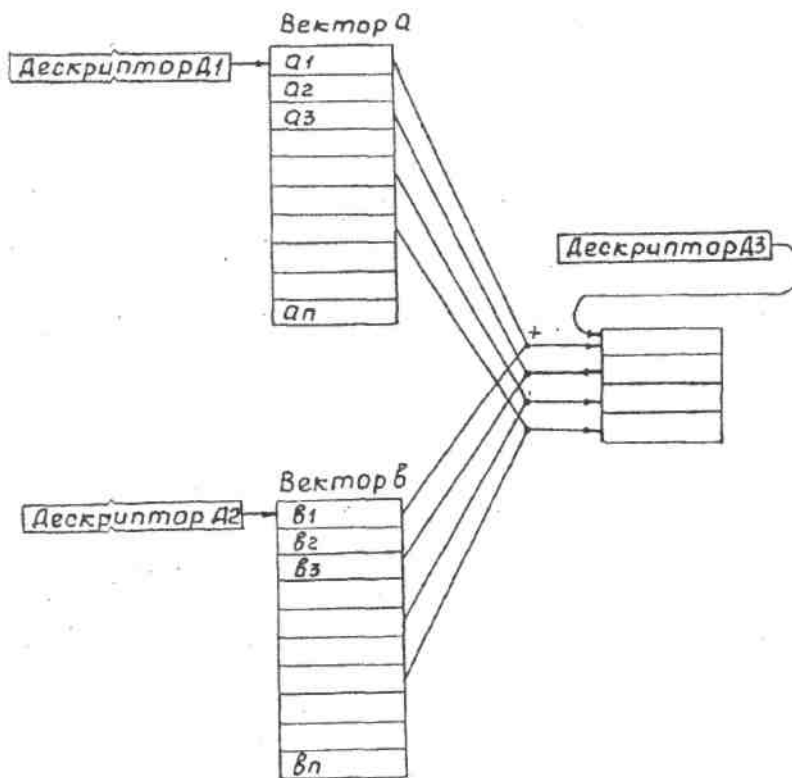 Вектор а
Дескриптор Д1
а1
а2
а3
аn
Дескриптор Д3
+
Вектор в
Дескриптор Д2
в1
в2
в3
вn